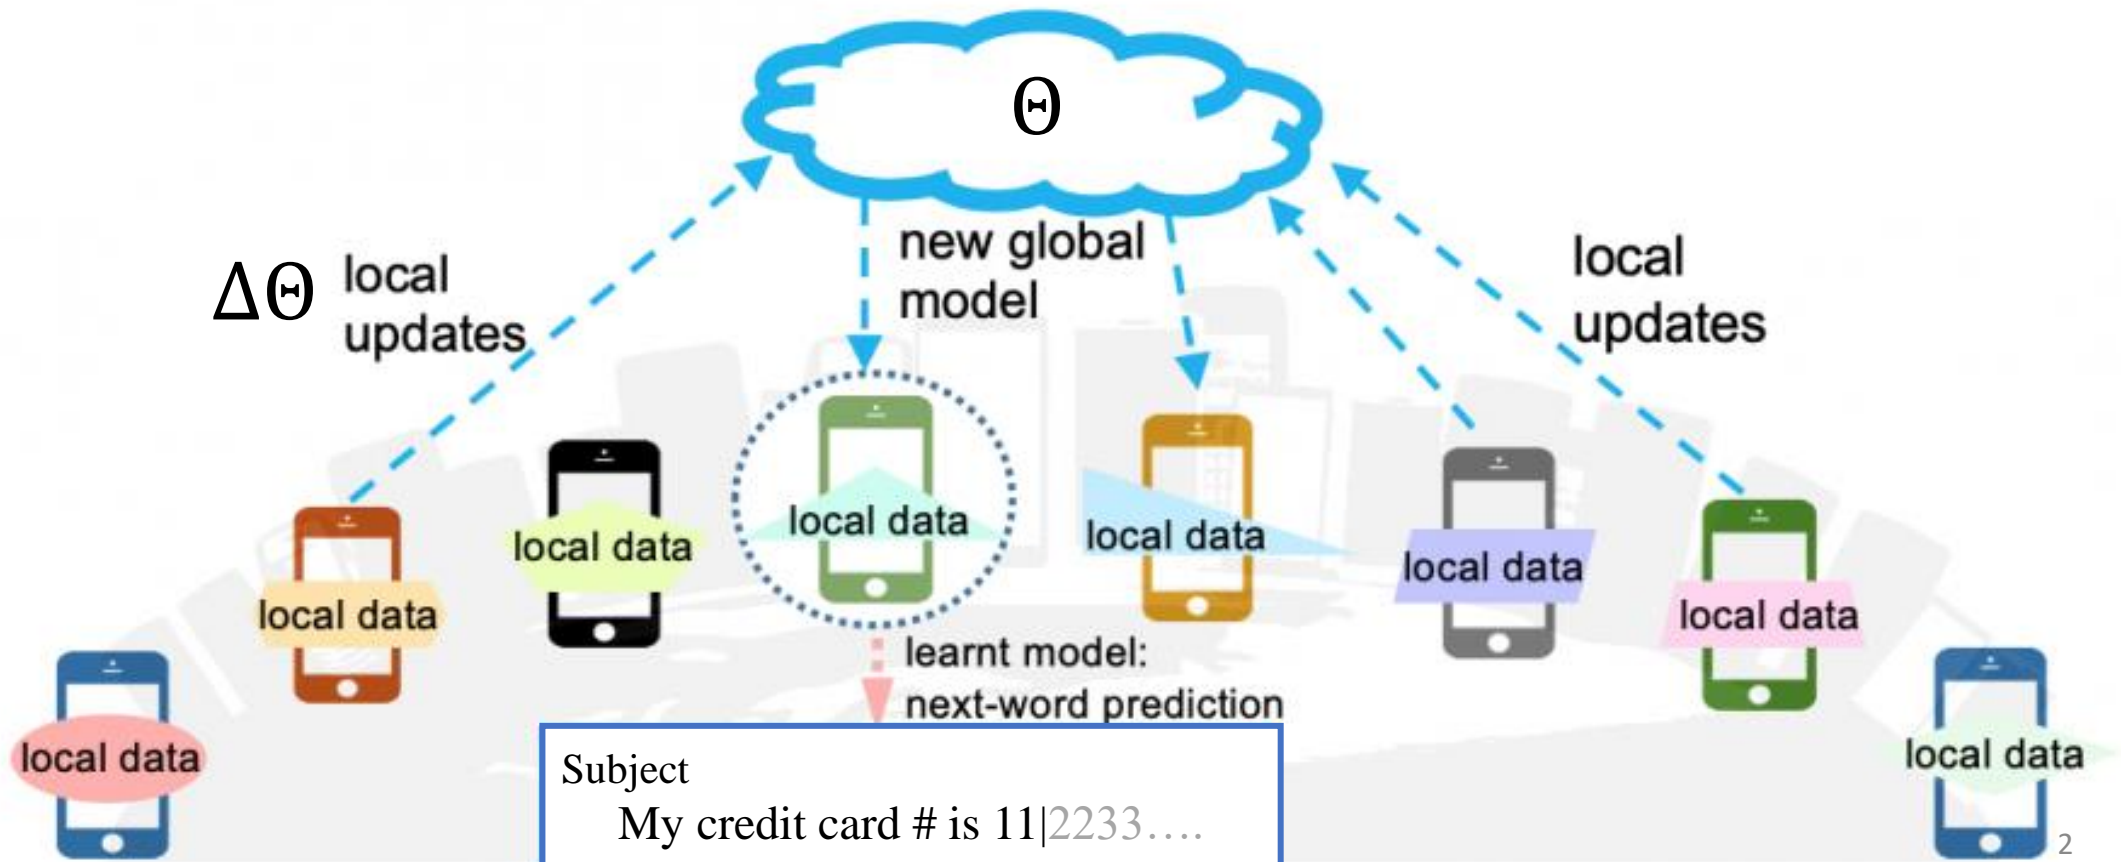 Θ
ΔΘ
local
updates
new global
model
local
updates
local data
local data
local data
local data
local data
local data
local data
local data
learnt model:
next-word prediction
Subject
My credit card # is 11|2233....
2